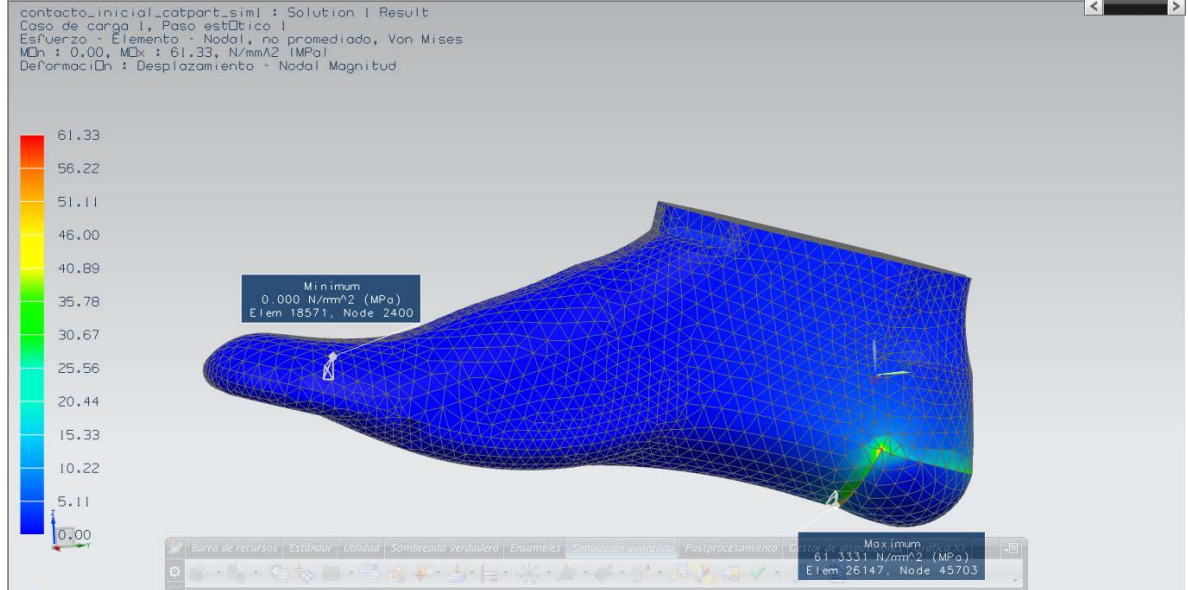 contacto_inicial_catpart_sim1 : Solution 1 Result
Caso de carga 1, Paso est□tico 1
Esfuerzo - Elemento - Nodal, no promediado, Von Mises
M□n : 0.00, M□x : 61.33, N/mm^2 (MPa)
Deformaci□n : Desplazamiento - Nodal Magnitud
61.33
56.22
51.11
46.00
40.89
35.78
30.67
25.56
20.44
15.33
10.22
5.11
0.00
Z
Y
Minimum
0.000 N/mm^2 (MPa)
Elem 18571, Node 2400
Maximum
61.3331 N/mm^2 (MPa)
Elem 26147, Node 45703
Barra de recursos Estándar Utilidad Sombreado verdadero Ensambles Simulación avanzada Postprocesamiento